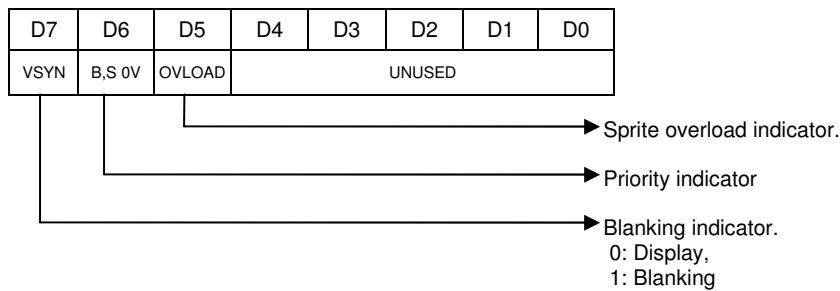 D7 D6 D5 D4 D3 D2 D1 D0
VSYN B,S 0V OVLOAD UNUSED
Sprite overload indicator.
Priority indicator
Blanking indicator.
0: Display,
1: Blanking